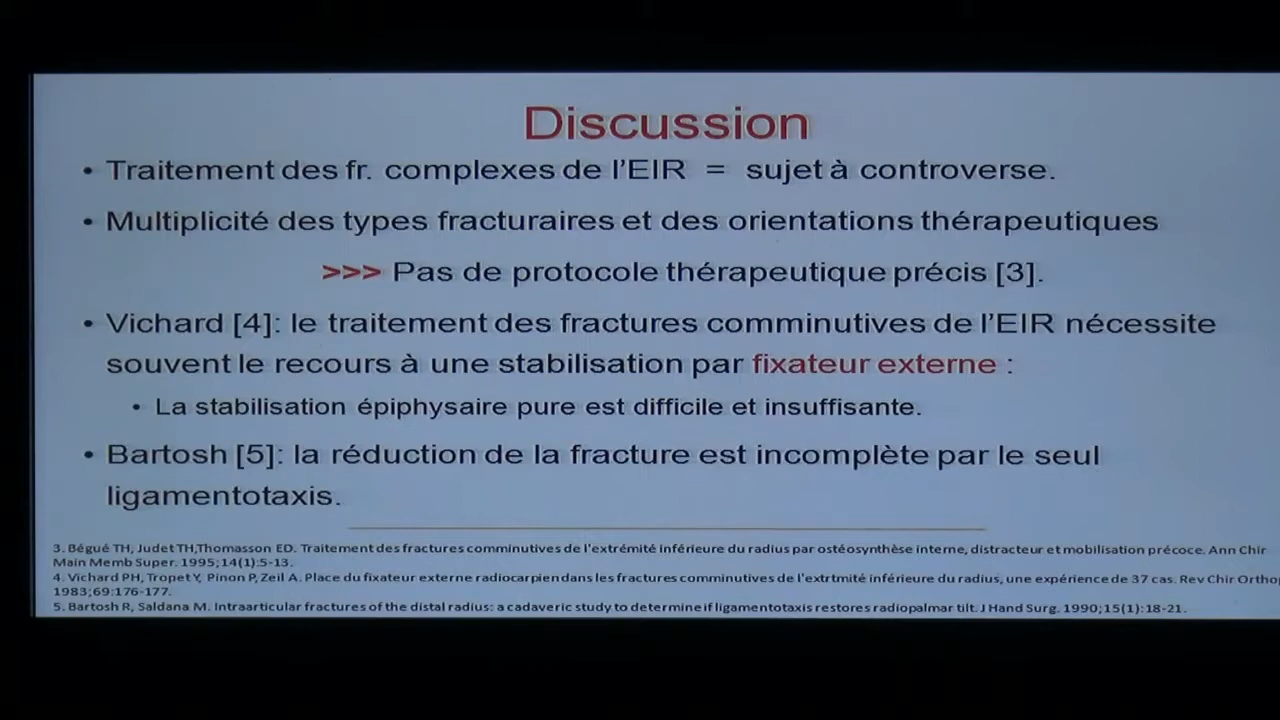 Discussion
• Traitement des fr. complexes de l'EIR = sujet à controverse.
• Multiplicité des types fracturaires et des orientations thérapeutiques
>>> Pas de protocole thérapeutique précis [3].
• Vichard [4]: le traitement des fractures comminutives de l'EIR nécessite
souvent le recours à une stabilisation par fixateur externe :
• La stabilisation épiphysaire pure est difficile et insuffisante.
• Bartosh [5]: la réduction de la fracture est incomplète par le seul
ligamentotaxis.
3. Bégué TH, Judet TH,Thomasson ED. Traitement des fractures comminutives de l'extrémité inférieure du radius par ostéosynthèse interne, distracteur et mobilisation précoce. Ann Chir
Main Memb Super. 1995;14(1):5-13.
4. Vichard PH, Tropet Y, Pinon P, Zeil A. Place du fixateur externe radiocarpien dans les fractures comminutives de l'extrtmité inférieure du radius, une expérience de 37 cas. Rev Chir Orthop
1983;69:176-177.
5. Bartosh R, Saldana M. Intraarticular fractures of the distal radius: a cadaveric study to determine if ligamentotaxis restores radiopalmar tilt. J Hand Surg. 1990;15(1):18-21.